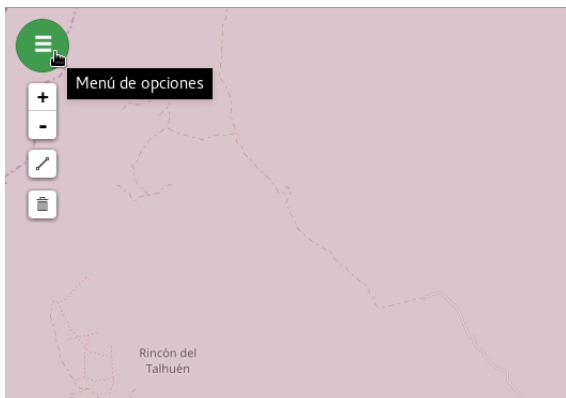 Menú de opciones
+
-
Rincón del
Talhuén